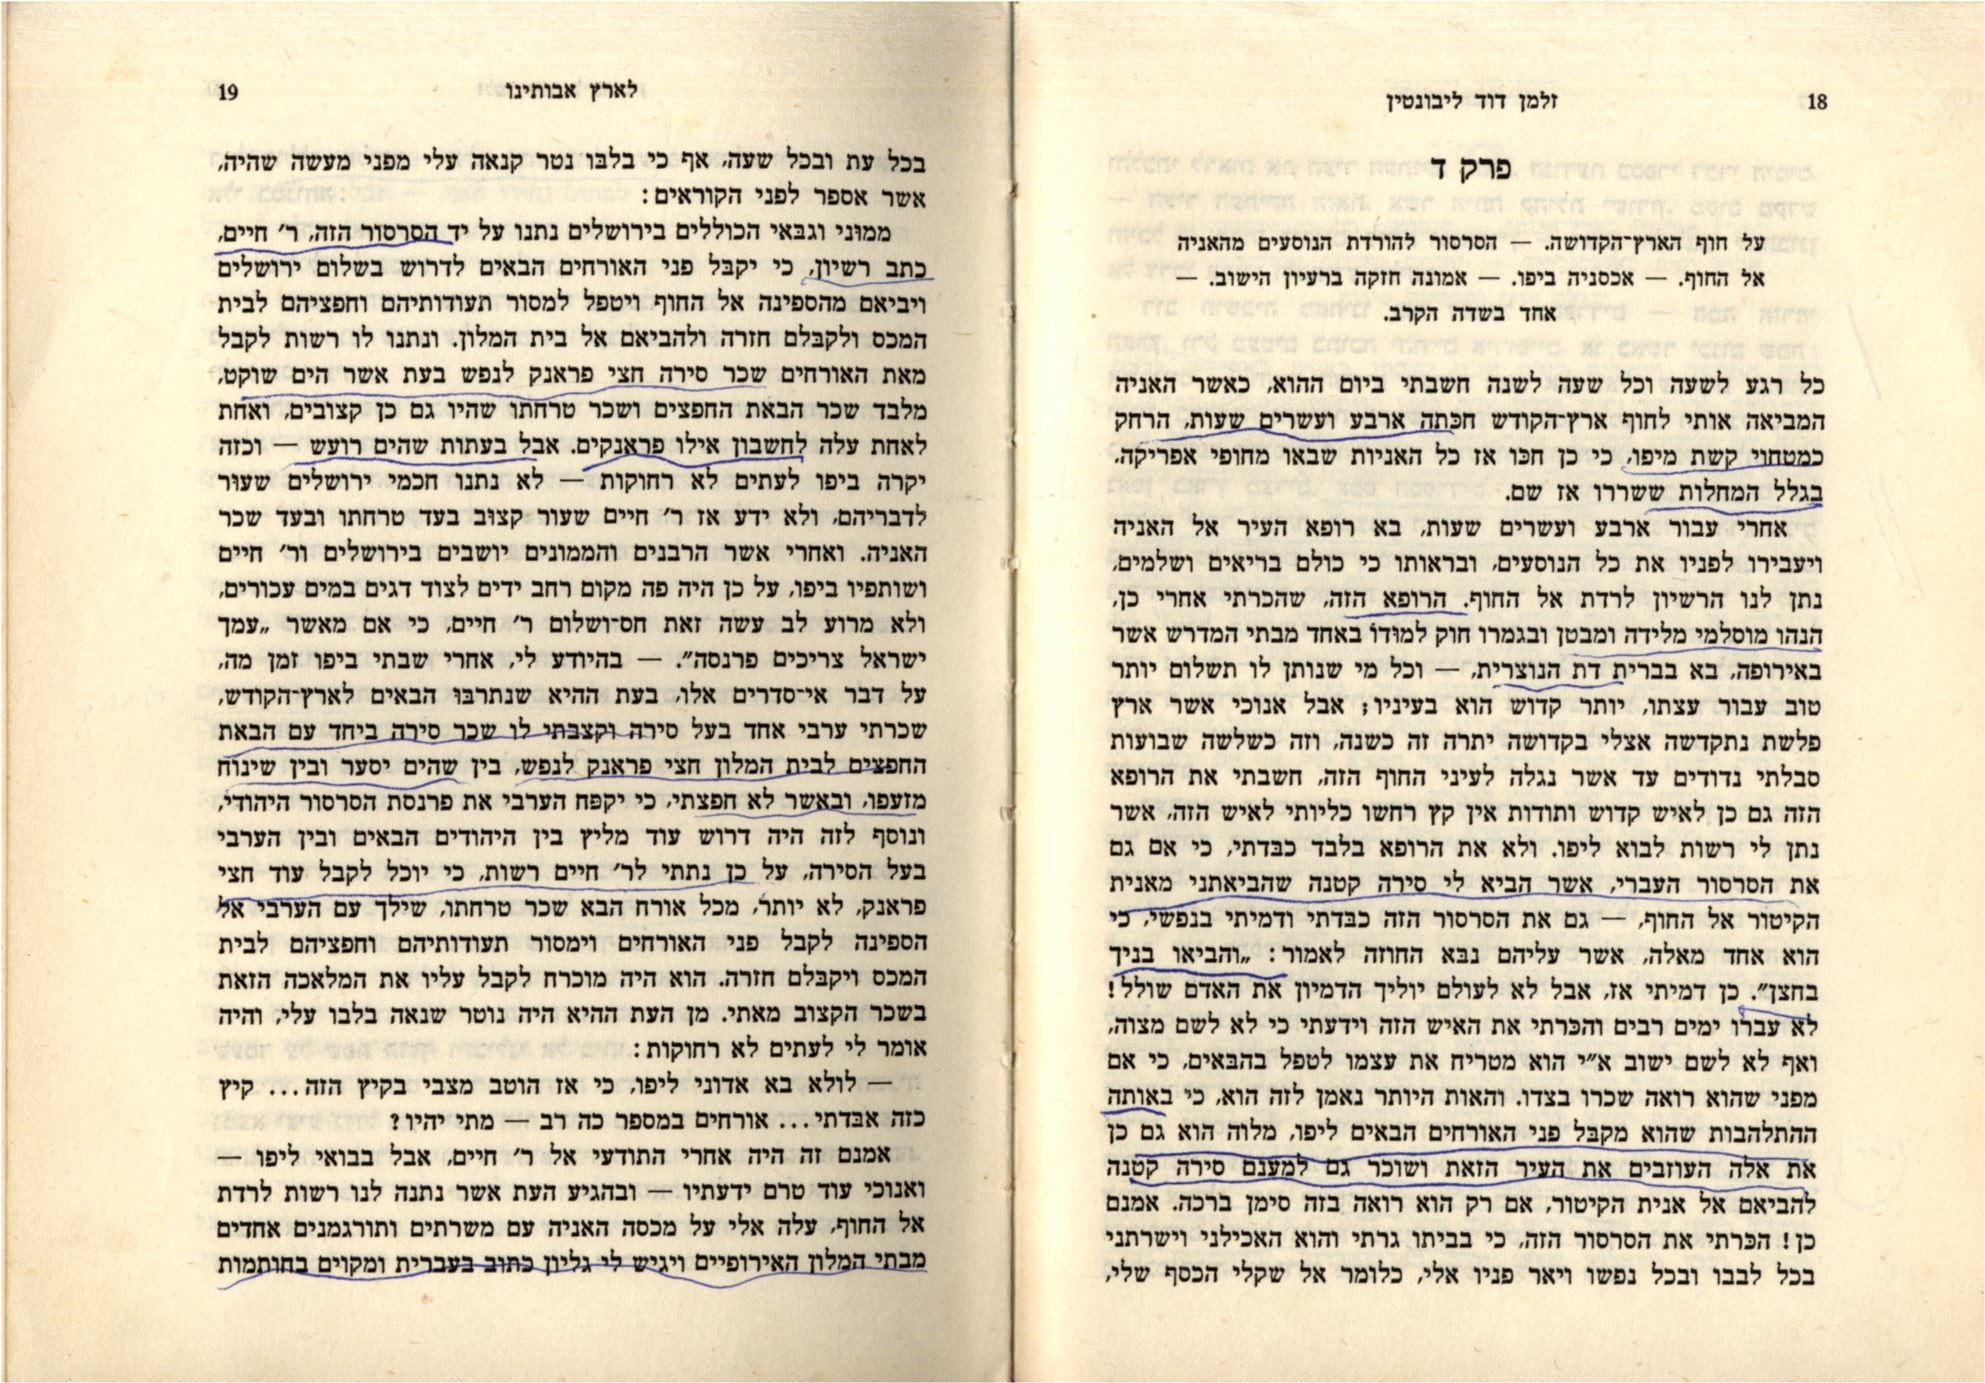 18
זלמן דוד ליבונטין
פרק ד
על חוף הארץ־הקדושה. — הסרסור להורדת הנוסעים מהאניה
אל החוף. — אכסניה ביפו. — אמונה חזקה ברעיון הישוב. —
אחד בשדה הקרב.
כל רגע לשעה וכל שעה לשנה חשבתי ביום ההוא, כאשר האניה
המביאה אותי לחוף ארץ־הקודש חכתה ארבע ועשרים שעות, הרחק
כמטחוי קשת מיפו, כי כן חכו אז כל האניות שבאו מחופי אפריקה,
בגלל המחלות ששררו אז שם.
אחרי עבור ארבע ועשרים שעות, בא רופא העיר אל האניה
ויעבירו לפניו את כל הנוסעים, ובראותו כי כולם בריאים ושלמים,
נתן לנו הרשיון לרדת אל החוף. הרופא הזה, שהכרתי אחרי כן,
הנהו מוסלמי מלידה ומבטן ובגמרו חוק למודו באחד מבתי המדרש אשר
באירופה, בא בברית דת הנוצרית, — וכל מי שנותן לו תשלום יותר
טוב עבור עצתו, יותר קדוש הוא בעיניו; אבל אנוכי אשר ארץ
פלשת נתקדשה אצלי בקדושה יתרה זה כשנה, וזה כשלשה שבועות
סבלתי נדודים עד אשר נגלה לעיני החוף הזה, חשבתי את הרופא
הזה גם כן לאיש קדוש ותודות אין קץ רחשו כליותי לאיש הזה, אשר
נתן לי רשות לבוא ליפו. ולא את הרופא בלבד כבדתי, כי אם גם
את הסרסור העברי, אשר הביא לי סירה קטנה שהביאתני מאנית
הקיטור אל החוף, — גם את הסרסור הזה כבדתי ודמיתי בנפשי, כי
הוא אחד מאלה, אשר עליהם נבא החוזה לאמור: „והביאו בניך
בחצן”. כן דמיתי אז, אבל לא לעולם יוליך הדמיון את האדם שולל!
לא עברו ימים רבים והכרתי את האיש הזה וידעתי כי לא לשם מצוה,
ואף לא לשם ישוב א״י הוא מטריח את עצמו לטפל בהבאים, כי אם
מפני שהוא רואה שכרו בצדו. והאות היותר נאמן לזה הוא, כי באותה
ההתלהבות שהוא מקבל פני האורחים הבאים ליפו, מלוה הוא גם כן
את אלה העוזבים את העיר הזאת ושוכר גם למענם סירה קטנה
להביאם אל אנית הקיטור, אם רק הוא רואה בזה סימן ברכה. אמנם
כן! הכרתי את הסרסור הזה, כי בביתו גרתי והוא האכילני וישרתני
בכל לבבו ובכל נפשו ויאר פניו אלי, כלומר אל שקלי הכסף שלי,
לארץ אבותינו
19
בכל עת ובכל שעה, אף כי בלבו נטר קנאה עלי מפני מעשה שהיה,
אשר אספר לפני הקוראים:
ממוני וגבאי הכוללים בירושלים נתנו על יד הסרסור הזה, ר׳ חיים,
כתב רשיון, כי יקבל פני האורחים הבאים לדרוש בשלום ירושלים
ויביאם מהספינה אל החוף ויטפל למסור תעודותיהם וחפציהם לבית
המכס ולקבלם חזרה ולהביאם אל בית המלון. ונתנו לו רשות לקבל
מאת האורחים שכר סירה חצי פראנק לנפש בעת אשר הים שוקט,
מלבד שכר הבאת החפצים ושכר טרחתו שהיו גם כן קצובים, ואחת
לאחת עלה לחשבון אילו פראנקים. אבל בעתות שהים רועש — וכזה
יקרה ביפו לעתים לא רחוקות — לא נתנו חכמי ירושלים שעור
לדבריהם, ולא ידע אז ר׳ חיים שעור קצוב בעד טרחתו ובעד שכר
האניה. ואחרי אשר הרבנים והממונים יושבים בירושלים ור׳ חיים
ושותפיו ביפו, על כן היה פה מקום רחב ידים לצוד דגים במים עכורים,
ולא מרוע לב עשה זאת חס־ושלום ר׳ חיים, כי אם מאשר „עמך
ישראל צריכים פרנסה”. — בהיודע לי, אחרי שבתי ביפו זמן מה,
על דבר אי־סדרים אלו, בעת ההיא שנתרבו הבאים לארץ־הקודש,
שכרתי ערבי אחד בעל סירה וקצבתי לו שכר סירה ביחד עם הבאת
החפצים לבית המלון חצי פראנק לנפש, בין שהים יסער ובין שינוח
מזעפו, ובאשר לא חפצתי, כי יקפח הערבי את פרנסת הסרסור היהודי,
ונוסף לזה היה דרוש עוד מליץ בין היהודים הבאים ובין הערבי
בעל הסירה, על כן נתתי לר׳ חיים רשות, כי יוכל לקבל עוד חצי
פראנק, לא יותר, מכל אורח הבא שכר טרחתו, שילך עם הערבי אל
הספינה לקבל פני האורחים וימסור תעודותיהם וחפציהם לבית
המכס ויקבלם חזרה. הוא היה מוכרח לקבל עליו את המלאכה הזאת
בשכר הקצוב מאתי. מן העת ההיא היה נוטר שנאה בלבו עלי, והיה
אומר לי לעתים לא רחוקות:
— לולא בא אדוני ליפו, כי אז הוטב מצבי בקיץ הזה... קיץ
כזה אבדתי... אורחים במספר כה רב — מתי יהיו?
אמנם זה היה אחרי התודעי אל ר׳ חיים, אבל בבואי ליפו —
ואנוכי עוד טרם ידעתיו — ובהגיע העת אשר נתנה לנו רשות לרדת
אל החוף, עלה אלי על מכסה האניה עם משרתים ותורגמנים אחדים
מבתי המלון האירופיים ויגיש לי גליון כתוב בעברית ומקוים בחותמות